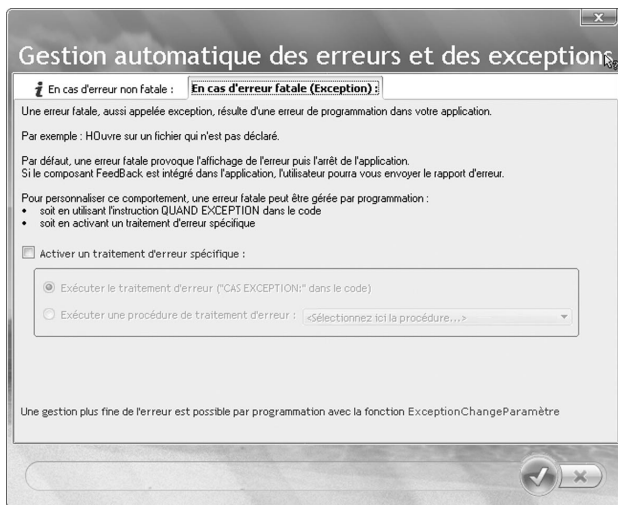 Gestion automatique des erreurs et des exceptions
i En cas d'erreur non fatale :
En cas d'erreur fatale (Exception) :
Une erreur fatale, aussi appelée exception, résulte d'une erreur de programmation dans votre application.
Par exemple : HOuvre sur un fichier qui n'est pas déclaré.
Par défaut, une erreur fatale provoque l'affichage de l'erreur puis l'arrêt de l'application.
Si le composant FeedBack est intégré dans l'application, l'utilisateur pourra vous envoyer le rapport d'erreur.
Pour personnaliser ce comportement, une erreur fatale peut être gérée par programmation :
• soit en utilisant l'instruction QUAND EXCEPTION dans le code
• soit en activant un traitement d'erreur spécifique
Activer un traitement d'erreur spécifique :
Exécuter le traitement d'erreur ("CAS EXCEPTION:" dans le code)
Exécuter une procédure de traitement d'erreur : <Sélectionnez ici la procédure...>
Une gestion plus fine de l'erreur est possible par programmation avec la fonction ExceptionChangeParamètre